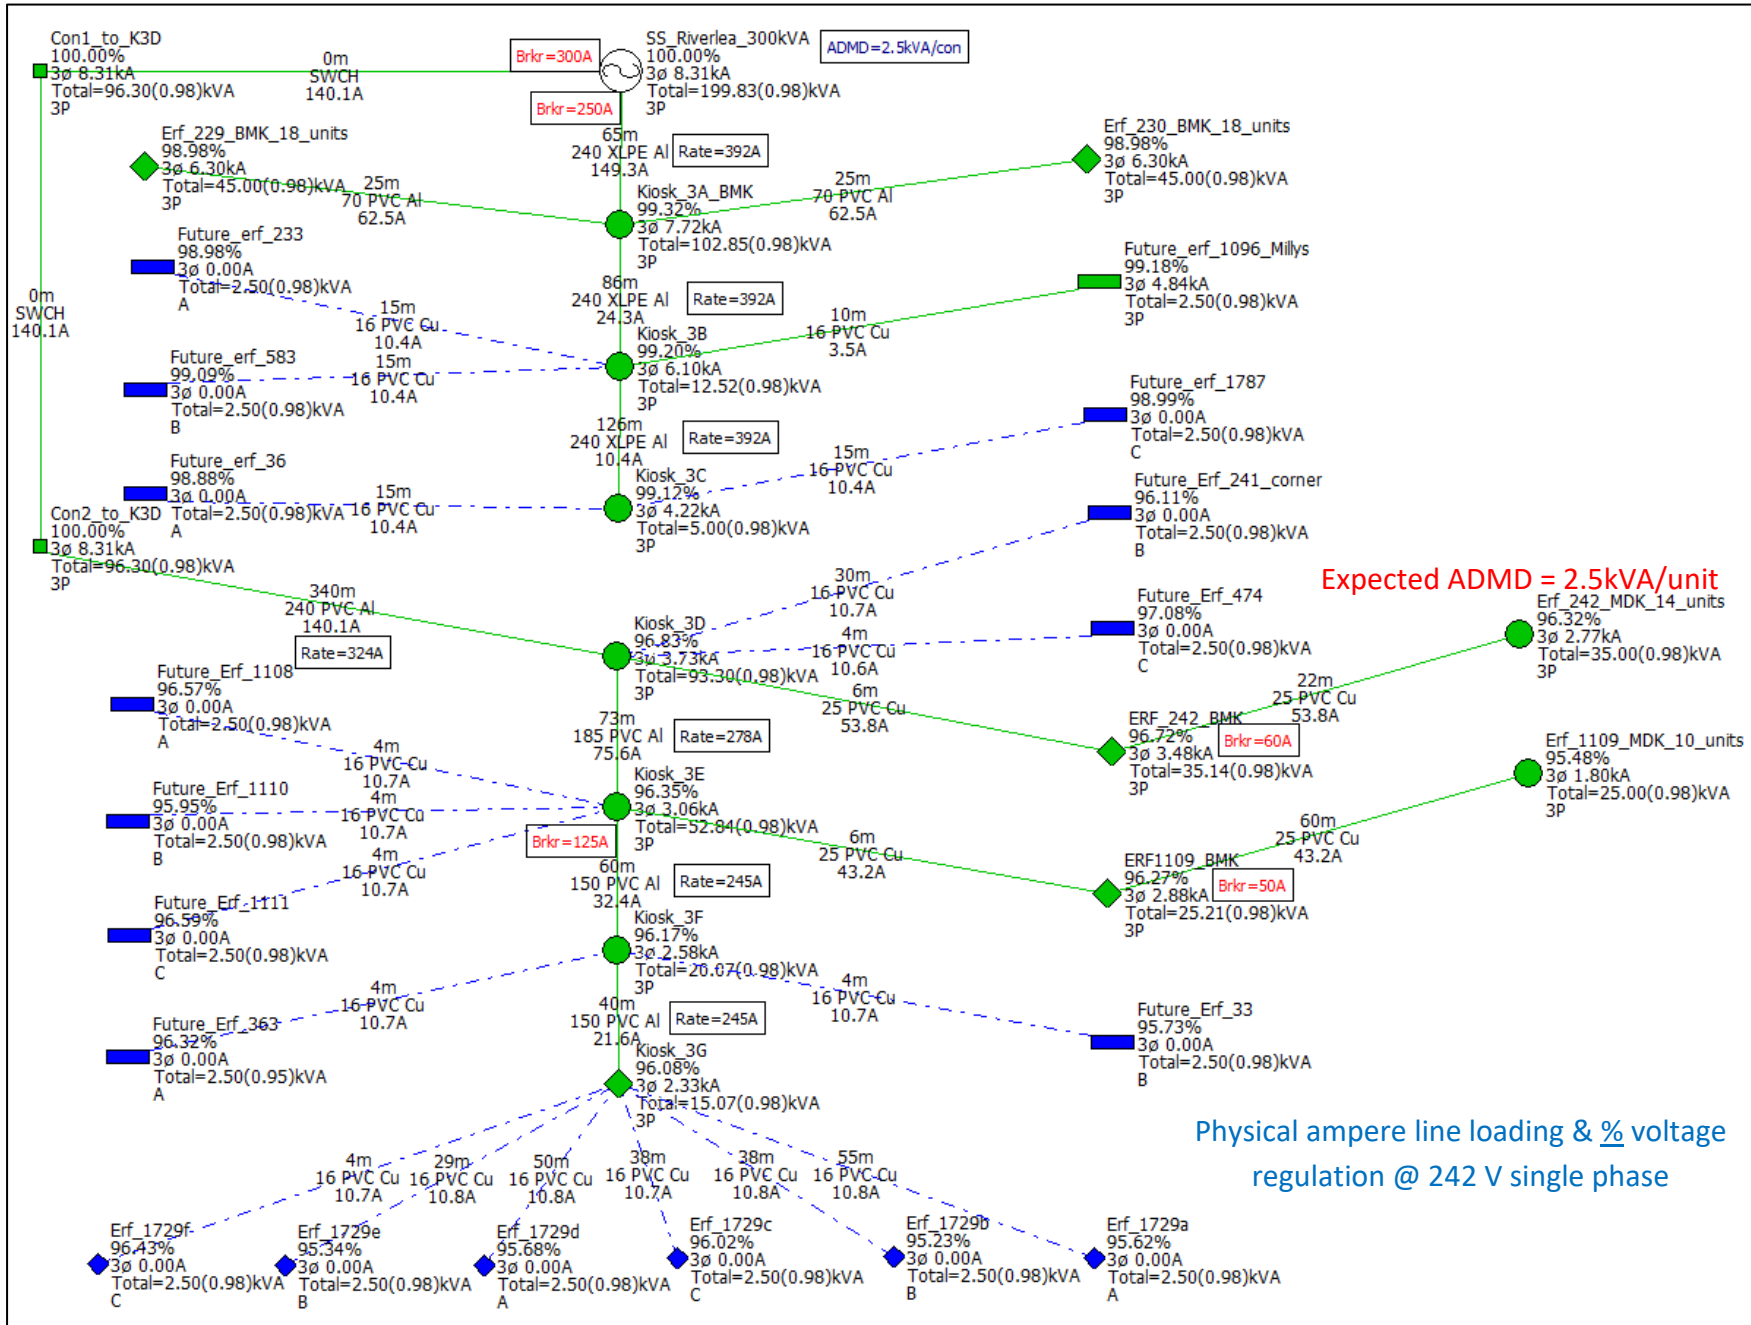 Con1_to_K3D
100.00%
3ø 8.31kA
Total=96.30(0.98)kVA
3P
0m
SWCH
140.1A
Brkr=300A
SS_Riverlea_300kVA
100.00%
3ø 8.31kA
Total=199.83(0.98)kVA
3P
ADMD=2.5kVA/con
Brkr=250A
65m
240 XLPE Al
149.3A
Rate=392A
Erf_229_BMK_18_units
98.98%
3ø 6.30kA
Total=45.00(0.98)kVA
3P
25m
70 PVC Al
62.5A
Erf_230_BMK_18_units
98.98%
3ø 6.30kA
Total=45.00(0.98)kVA
3P
25m
70 PVC Al
62.5A
Kiosk_3A_BMK
99.32%
3ø 7.72kA
Total=102.85(0.98)kVA
3P
Future_erf_233
98.98%
3ø 0.00A
Total=2.50(0.98)kVA
A
15m
16 PVC Cu
10.4A
86m
240 XLPE Al
24.3A
Rate=392A
Future_erf_1096_Millys
99.18%
3ø 4.84kA
Total=2.50(0.98)kVA
3P
10m
16 PVC Cu
3.5A
0m
SWCH
140.1A
Kiosk_3B
99.20%
3ø 6.10kA
Total=12.52(0.98)kVA
3P
Future_erf_583
99.09%
3ø 0.00A
Total=2.50(0.98)kVA
B
15m
16 PVC Cu
10.4A
126m
240 XLPE Al
10.4A
Rate=392A
Future_erf_1787
98.99%
3ø 0.00A
Total=2.50(0.98)kVA
C
15m
16 PVC Cu
10.4A
Future_erf_36
98.88%
3ø 0.00A
Total=2.50(0.98)kVA
A
15m
16 PVC Cu
10.4A
Kiosk_3C
99.12%
3ø 4.22kA
Total=5.00(0.98)kVA
3P
Con2_to_K3D
100.00%
3ø 8.31kA
Total=96.30(0.98)kVA
3P
Future_Erf_241_corner
96.11%
3ø 0.00A
Total=2.50(0.98)kVA
B
30m
16 PVC Cu
10.7A
340m
240 PVC Al
140.1A
Rate=324A
Expected ADMD = 2.5kVA/unit
Future_Erf_474
97.08%
3ø 0.00A
Total=2.50(0.98)kVA
C
4m
16 PVC Cu
10.6A
Erf_242_MDK_14_units
96.32%
3ø 2.77kA
Total=35.00(0.98)kVA
3P
Kiosk_3D
96.83%
3ø 3.73kA
Total=93.30(0.98)kVA
3P
6m
25 PVC Cu
53.8A
22m
25 PVC Cu
53.8A
Future_Erf_1108
96.57%
3ø 0.00A
Total=2.50(0.98)kVA
A
4m
16 PVC Cu
10.7A
73m
185 PVC Al
75.6A
Rate=278A
ERF_242_BMK
96.72%
3ø 3.48kA
Total=35.14(0.98)kVA
3P
Brkr=60A
Erf_1109_MDK_10_units
95.48%
3ø 1.80kA
Total=25.00(0.98)kVA
3P
Future_Erf_1110
95.95%
3ø 0.00A
Total=2.50(0.98)kVA
B
4m
16 PVC Cu
10.7A
Kiosk_3E
96.35%
3ø 3.06kA
Total=52.84(0.98)kVA
3P
Brkr=125A
6m
25 PVC Cu
43.2A
60m
25 PVC Cu
43.2A
4m
16 PVC Cu
10.7A
60m
150 PVC Al
32.4A
Rate=245A
ERF1109_BMK
96.27%
3ø 2.88kA
Total=25.21(0.98)kVA
3P
Brkr=50A
Future_Erf_1111
96.59%
3ø 0.00A
Total=2.50(0.98)kVA
C
Kiosk_3F
96.17%
3ø 2.58kA
Total=20.07(0.98)kVA
3P
4m
16 PVC Cu
10.7A
4m
16 PVC Cu
10.7A
40m
150 PVC Al
21.6A
Rate=245A
Future_Erf_363
96.32%
3ø 0.00A
Total=2.50(0.95)kVA
A
Future_Erf_33
95.73%
3ø 0.00A
Total=2.50(0.98)kVA
B
Kiosk_3G
96.08%
3ø 2.33kA
Total=15.07(0.98)kVA
3P
Physical ampere line loading & % voltage
regulation @ 242 V single phase
4m
16 PVC Cu
10.7A
29m
16 PVC Cu
10.8A
50m
16 PVC Cu
10.8A
38m
16 PVC Cu
10.7A
38m
16 PVC Cu
10.8A
55m
16 PVC Cu
10.8A
Erf_1729f
96.43%
3ø 0.00A
Total=2.50(0.98)kVA
C
Erf_1729e
95.34%
3ø 0.00A
Total=2.50(0.98)kVA
B
Erf_1729d
95.68%
3ø 0.00A
Total=2.50(0.98)kVA
A
Erf_1729c
96.02%
3ø 0.00A
Total=2.50(0.98)kVA
C
Erf_1729b
95.23%
3ø 0.00A
Total=2.50(0.98)kVA
B
Erf_1729a
95.62%
3ø 0.00A
Total=2.50(0.98)kVA
A